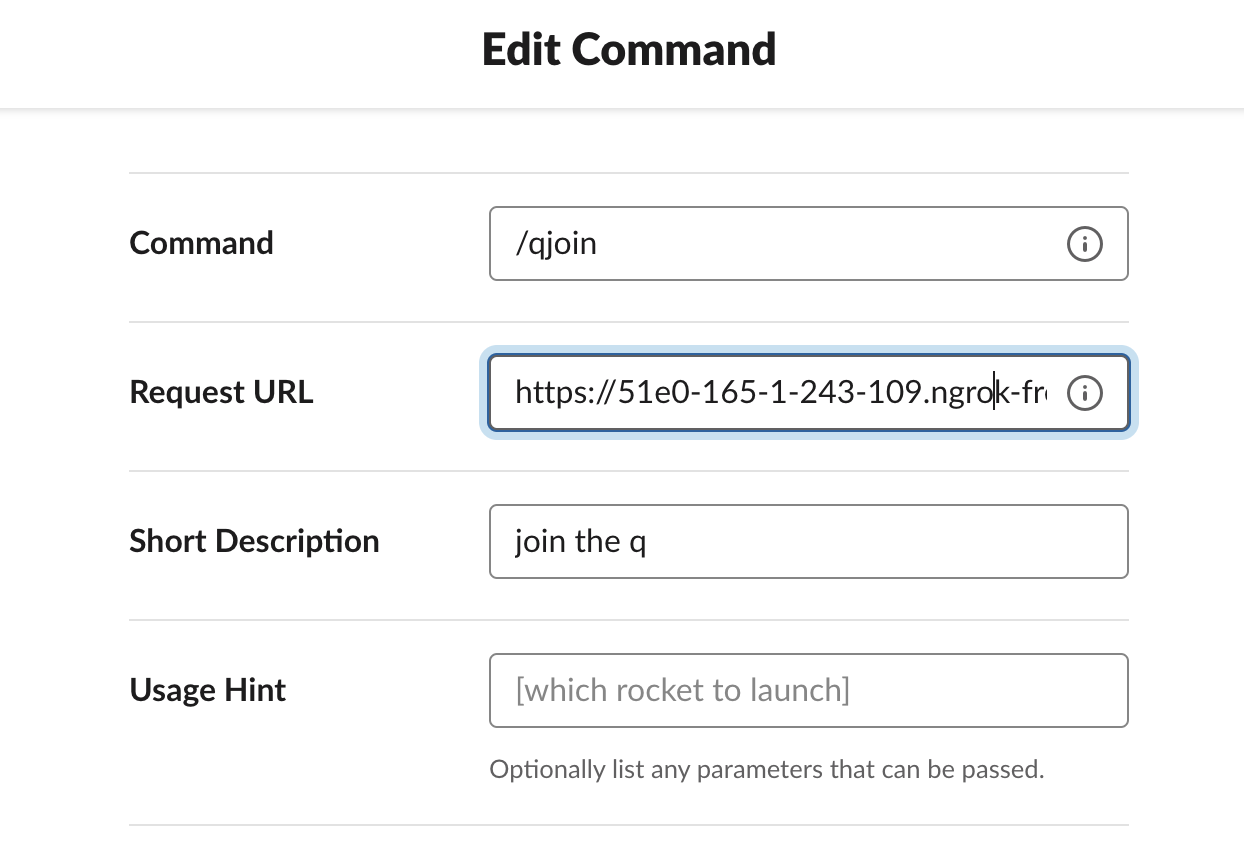 Edit Command
Command
/qjoin
Request URL
https://51e0-165-1-243-109.ngrok-fr
Short Description
join the q
Usage Hint
[which rocket to launch]
Optionally list any parameters that can be passed.